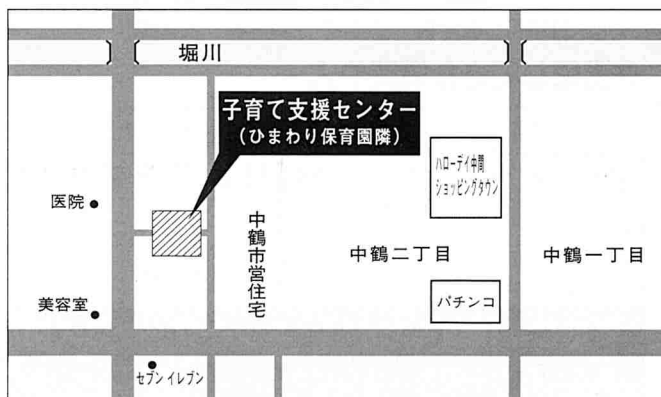 堀川
子育て支援センター
(ひまわり保育園隣)
ハローデイ中間
ショッピングタウン
医院
中鶴市営住宅
中鶴二丁目
中鶴一丁目
美容室
パチンコ
セブンイレブン